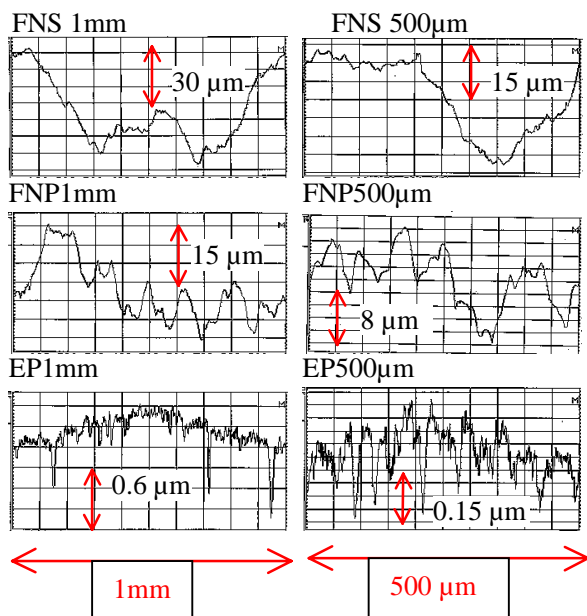 FNS 1mm
FNS 500µm
30 µm
15 µm
FNP1mm
FNP500µm
15 µm
8 µm
EP1mm
EP500µm
0.6 µm
0.15 µm
1mm
500 µm